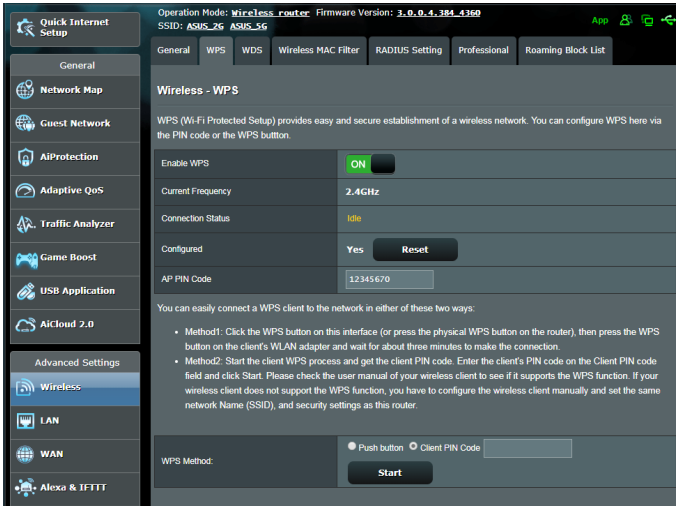 Quick Internet
Setup
General
Network Map
Guest Network
AiProtection
Adaptive QoS
Traffic Analyzer
Game Boost
USB Application
AiCloud 2.0
Advanced Settings
Wireless
LAN
WAN
Alexa & IFTTT
Operation Mode: Wireless router Firmware Version: 3.0.0.4.384_4360
SSID: ASUS_2G ASUS_5G
App
General WPS WDS Wireless MAC Filter RADIUS Setting Professional Roaming Block List
Wireless - WPS
WPS (Wi-Fi Protected Setup) provides easy and secure establishment of a wireless network. You can configure WPS here via
the PIN code or the WPS buttton.
Enable WPS ON
Current Frequency 2.4GHz
Connection Status Idle
Configured Yes Reset
AP PIN Code 12345670
You can easily connect a WPS client to the network in either of these two ways:
• Method1: Click the WPS button on this interface (or press the physical WPS button on the router), then press the WPS
button on the client's WLAN adapter and wait for about three minutes to make the connection.
• Method2: Start the client WPS process and get the client PIN code. Enter the client's PIN code on the Client PIN code
field and click Start. Please check the user manual of your wireless client to see if it supports the WPS function. If your
wireless client does not support the WPS function, you have to configure the wireless client manually and set the same
network Name (SSID), and security settings as this router.
WPS Method: Push button Client PIN Code
Start